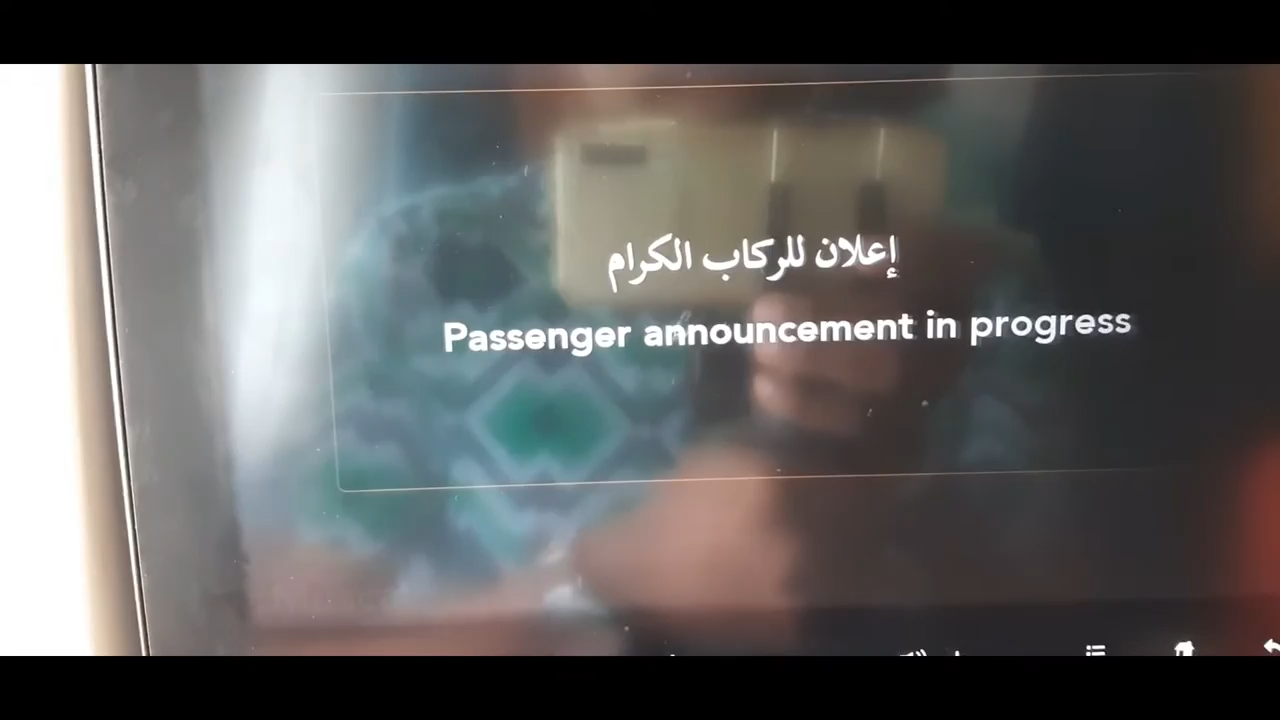 إعلان للركاب الكرام
Passenger announcement in progress